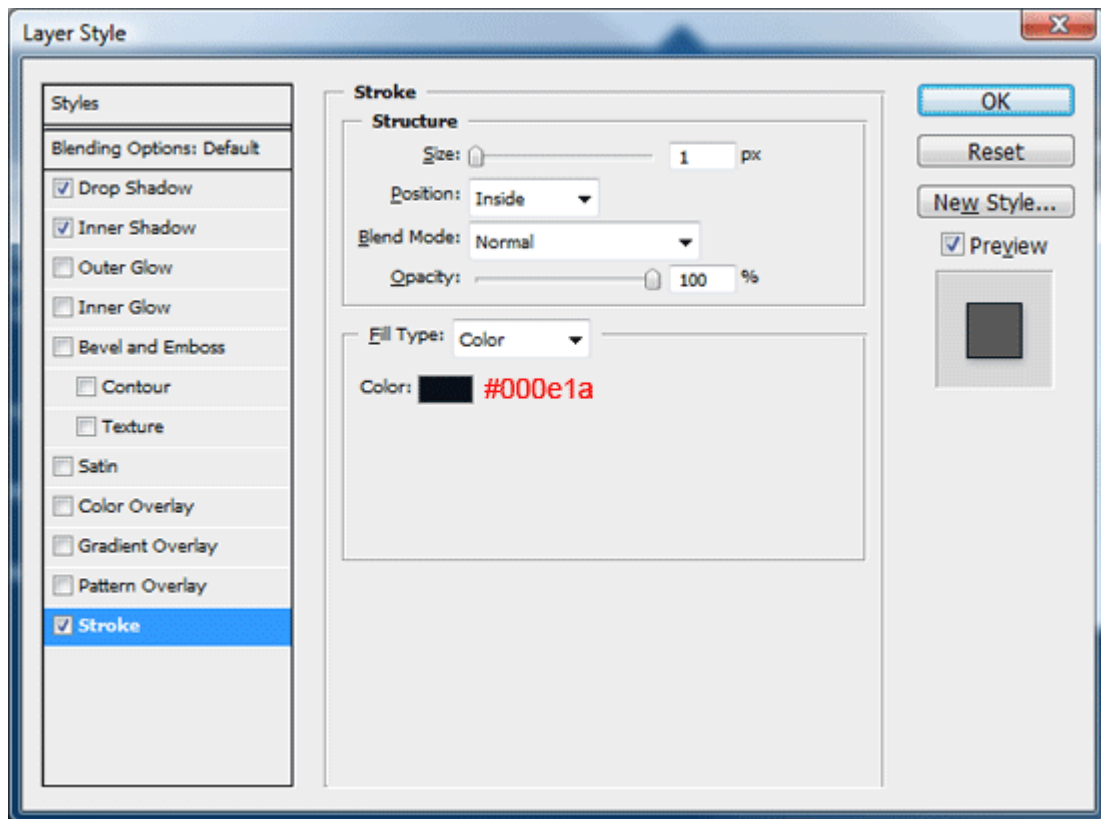 Layer Style
Styles
Blending Options: Default
Drop Shadow
Inner Shadow
Outer Glow
Inner Glow
Bevel and Emboss
Contour
Texture
Satin
Color Overlay
Gradient Overlay
Pattern Overlay
Stroke
Stroke
Structure
Size: 1 px
Position: Inside
Blend Mode: Normal
Opacity: 100 %
Fill Type: Color
Color: #000e1a
OK
Reset
New Style...
Preview